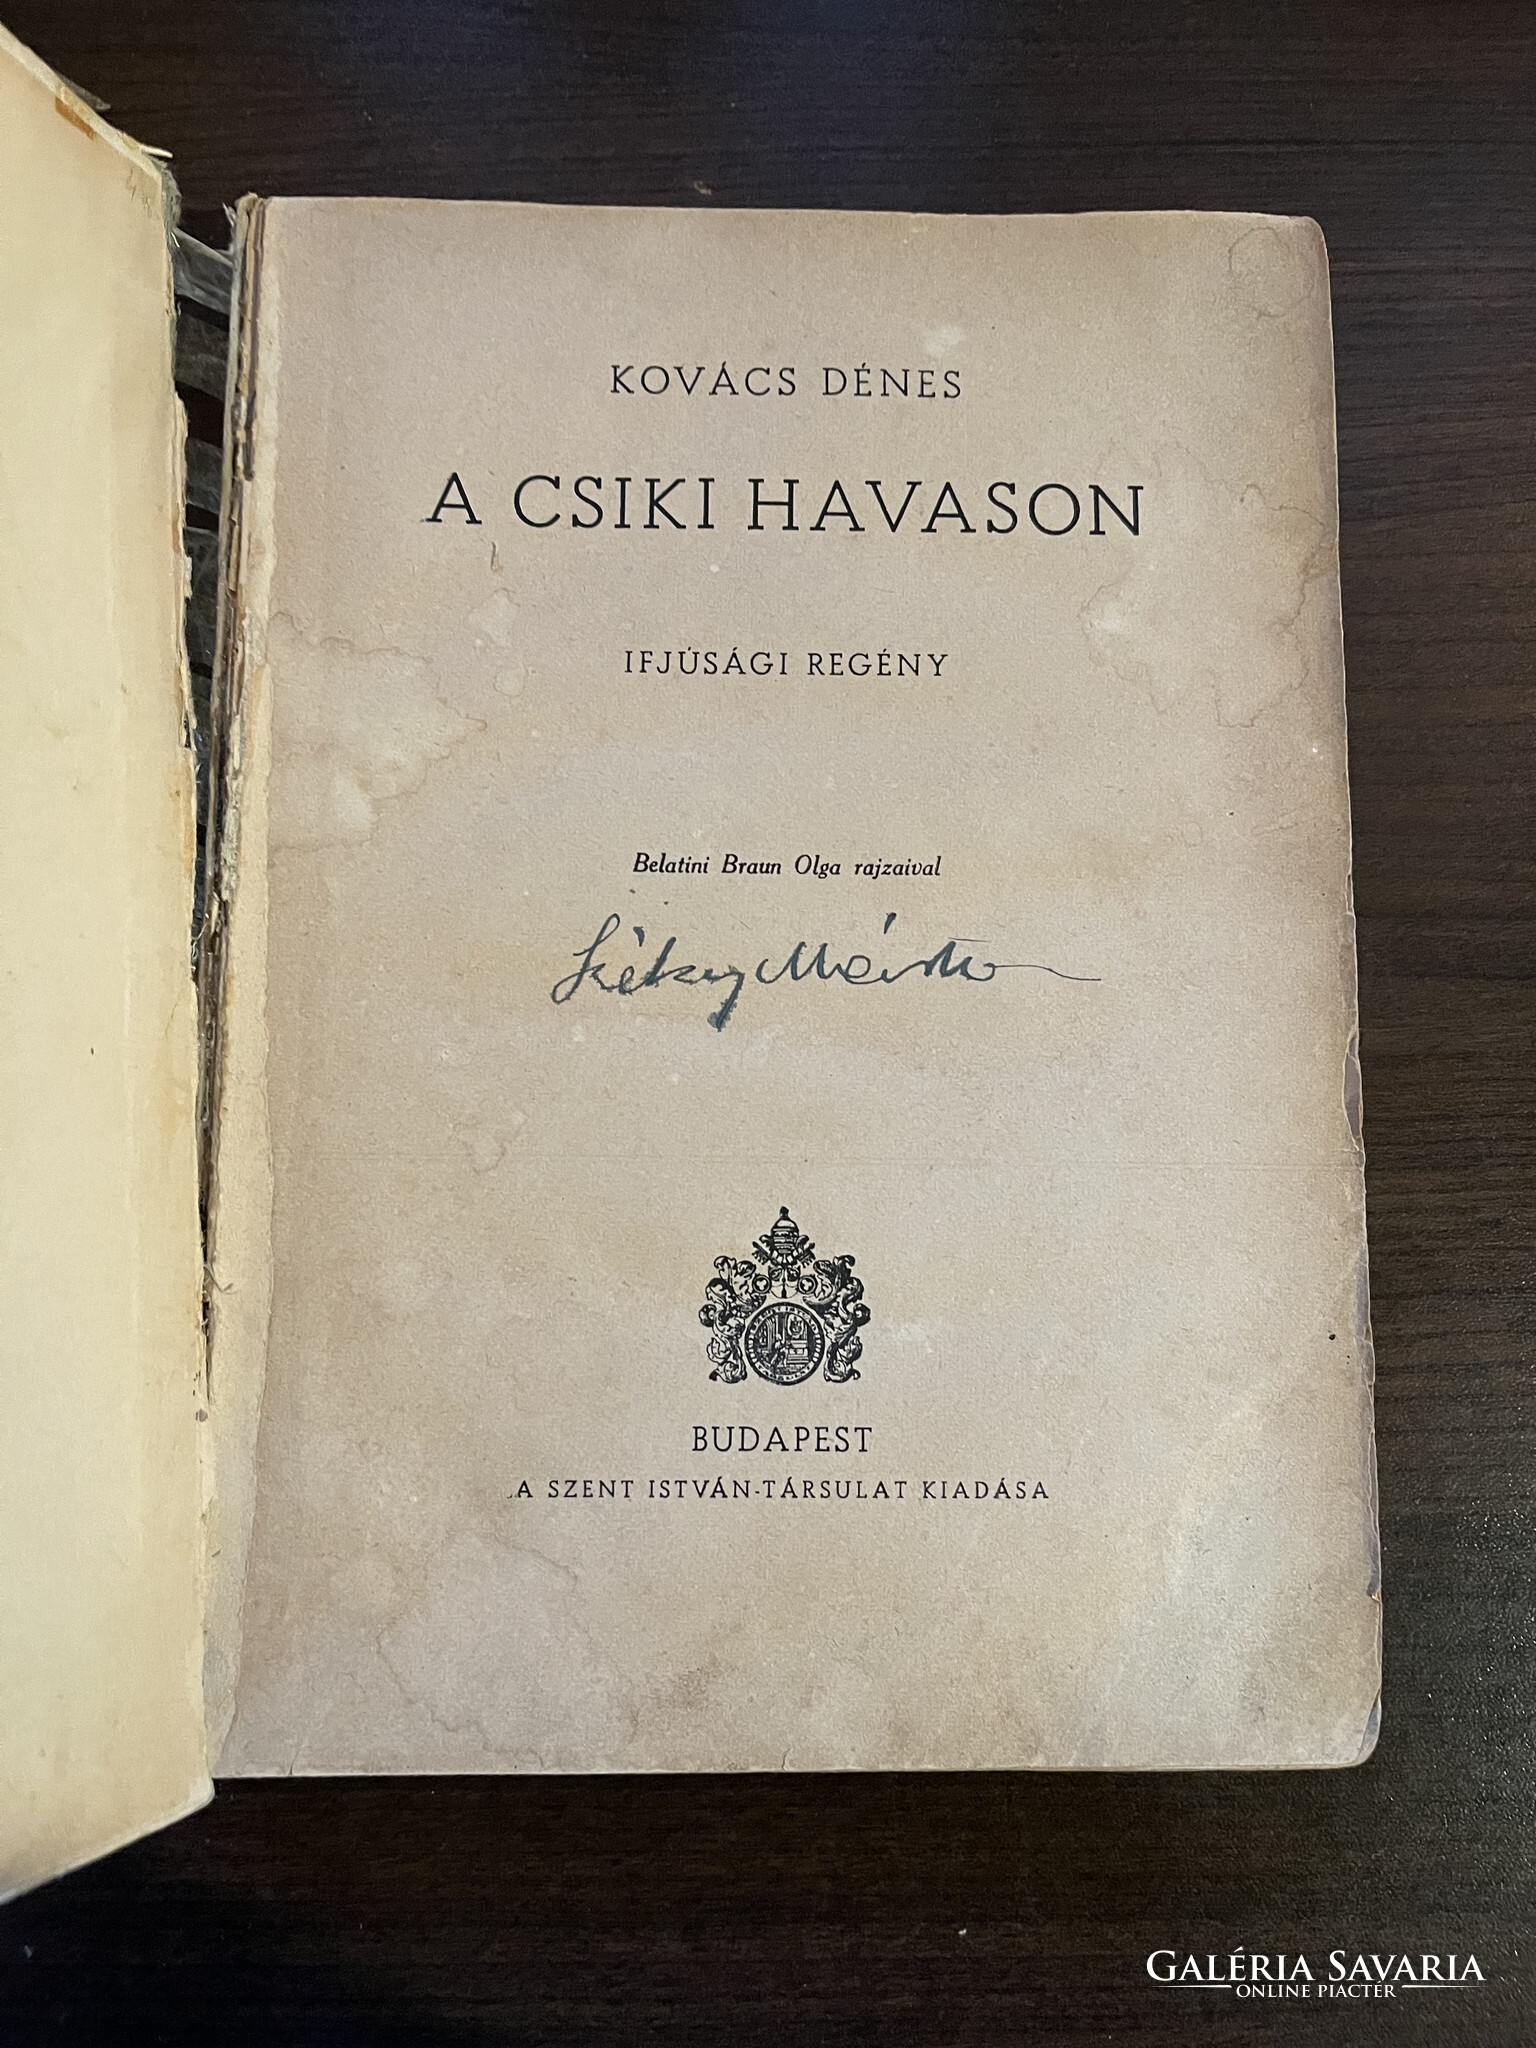 KOVÁCS DÉNES
A CSIKI HAVASON
IFJÚSÁGI REGÉNY
Belatini Braun Olga rajzaival
BUDAPEST
A SZENT ISTVÁN-TÁRSULAT KIADÁSA
GALÉRIA SAVARIA
ONLINE PIACTÉR